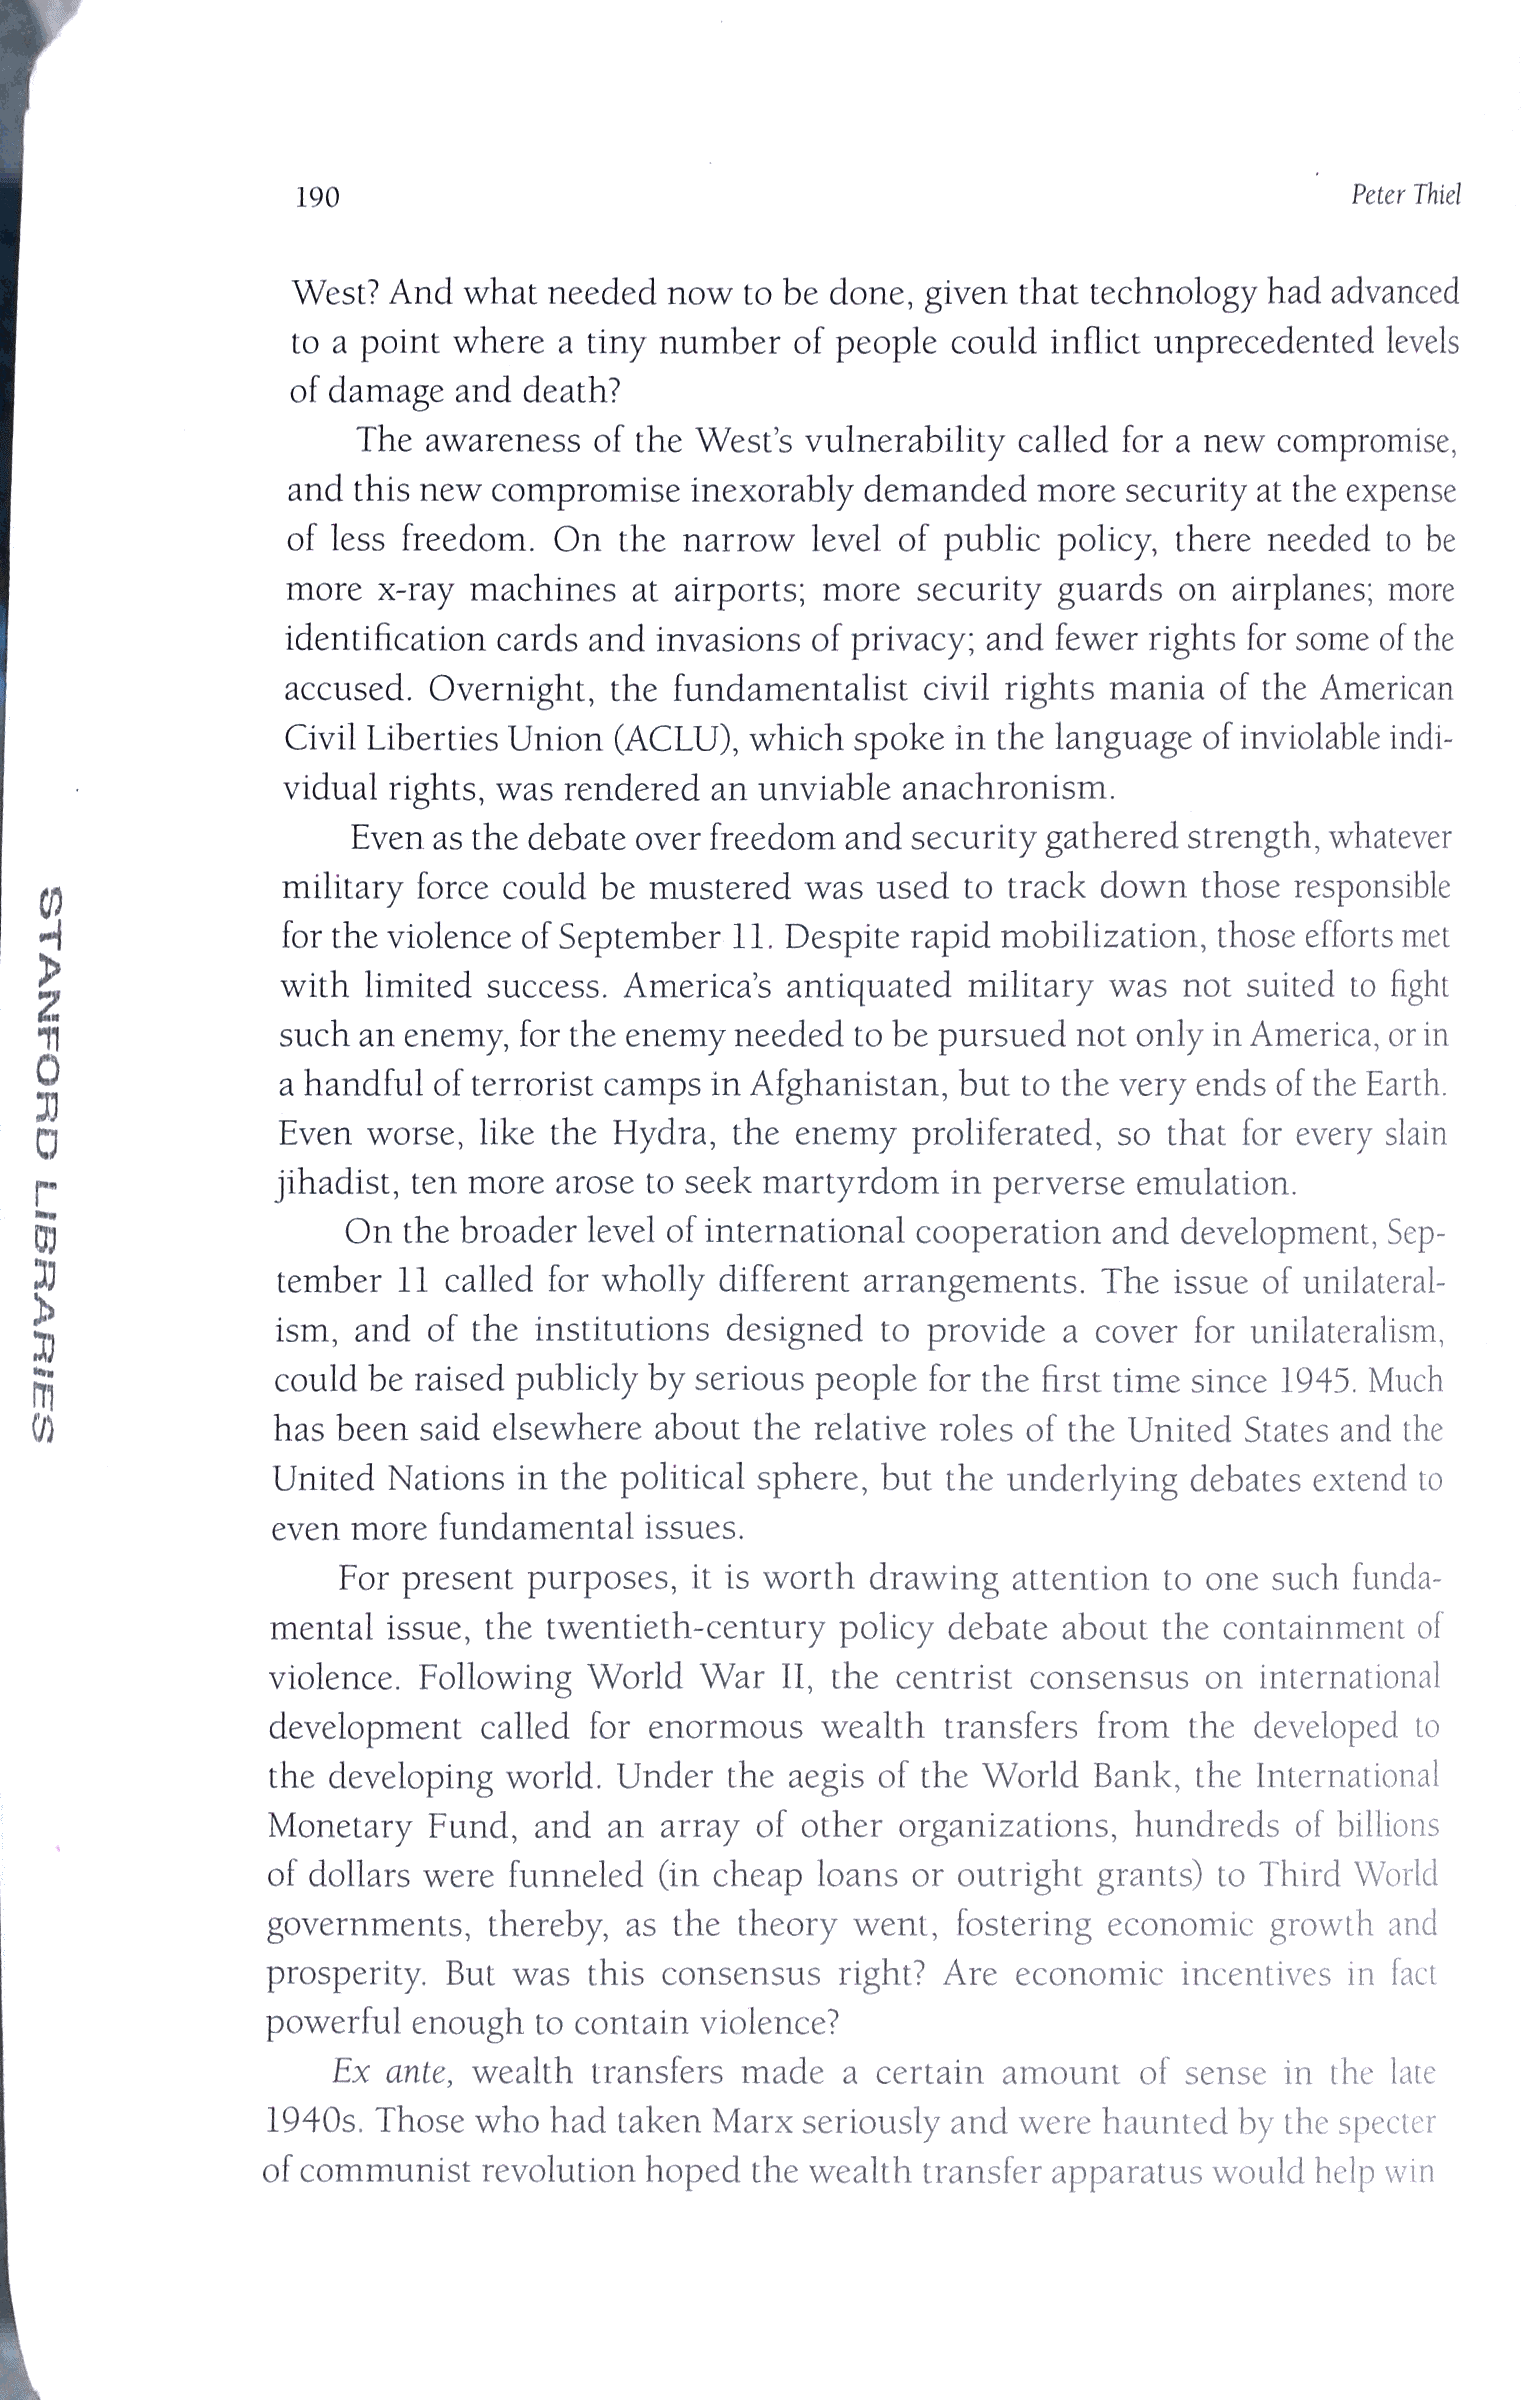 190
Peter Thiel
West? And what needed now to be done, given that technology had advanced
to a point where a tiny number of people could inflict unprecedented levels
of damage and death?
The awareness of the West's vulnerability called for a new compromise,
and this new compromise inexorably demanded more security at the expense
of less freedom. On the narrow level of public policy, there needed to be
more x-ray machines at airports; more security guards on airplanes; more
identification cards and invasions of privacy; and fewer rights for some of the
accused. Overnight, the fundamentalist civil rights mania of the American
Civil Liberties Union (ACLU), which spoke in the language of inviolable indi-
vidual rights, was rendered an unviable anachronism.
Even as the debate over freedom and security gathered strength, whatever
military force could be mustered was used to track down those responsible
for the violence of September 11. Despite rapid mobilization, those efforts met
with limited success. America's antiquated military was not suited to fight
such an enemy, for the enemy needed to be pursued not only in America, or in
a handful of terrorist camps in Afghanistan, but to the very ends of the Earth.
Even worse, like the Hydra, the enemy proliferated, so that for every slain
jihadist, ten more arose to seek martyrdom in perverse emulation.
On the broader level of international cooperation and development, Sep-
tember 11 called for wholly different arrangements. The issue of unilateral-
ism, and of the institutions designed to provide a cover for unilateralism,
could be raised publicly by serious people for the first time since 1945. Much
has been said elsewhere about the relative roles of the United States and the
United Nations in the political sphere, but the underlying debates extend to
even more fundamental issues.
For present purposes, it is worth drawing attention to one such funda-
mental issue, the twentieth-century policy debate about the containment of
violence. Following World War II, the centrist consensus on international
development called for enormous wealth transfers from the developed to
the developing world. Under the aegis of the World Bank, the International
Monetary Fund, and an array of other organizations, hundreds of billions
of dollars were funneled (in cheap loans or outright grants) to Third World
governments, thereby, as the theory went, fostering economic growth and
prosperity. But was this consensus right? Are economic incentives in fact
powerful enough to contain violence?
Ex ante, wealth transfers made a certain amount of sense in the late
1940s. Those who had taken Marx seriously and were haunted by the specter
of communist revolution hoped the wealth transfer apparatus would help win
STANFORD LIBRARIES